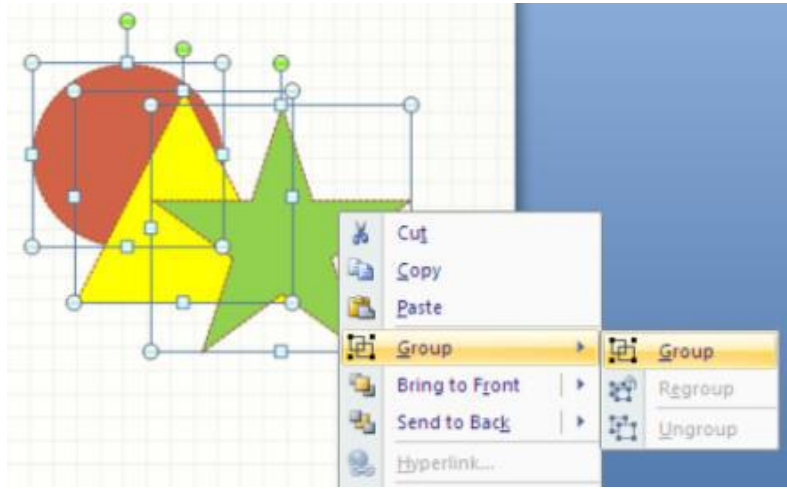 Cut
Copy
Paste
Group
Group
Bring to Front
Regroup
Send to Back
Ungroup
Hyperlink...